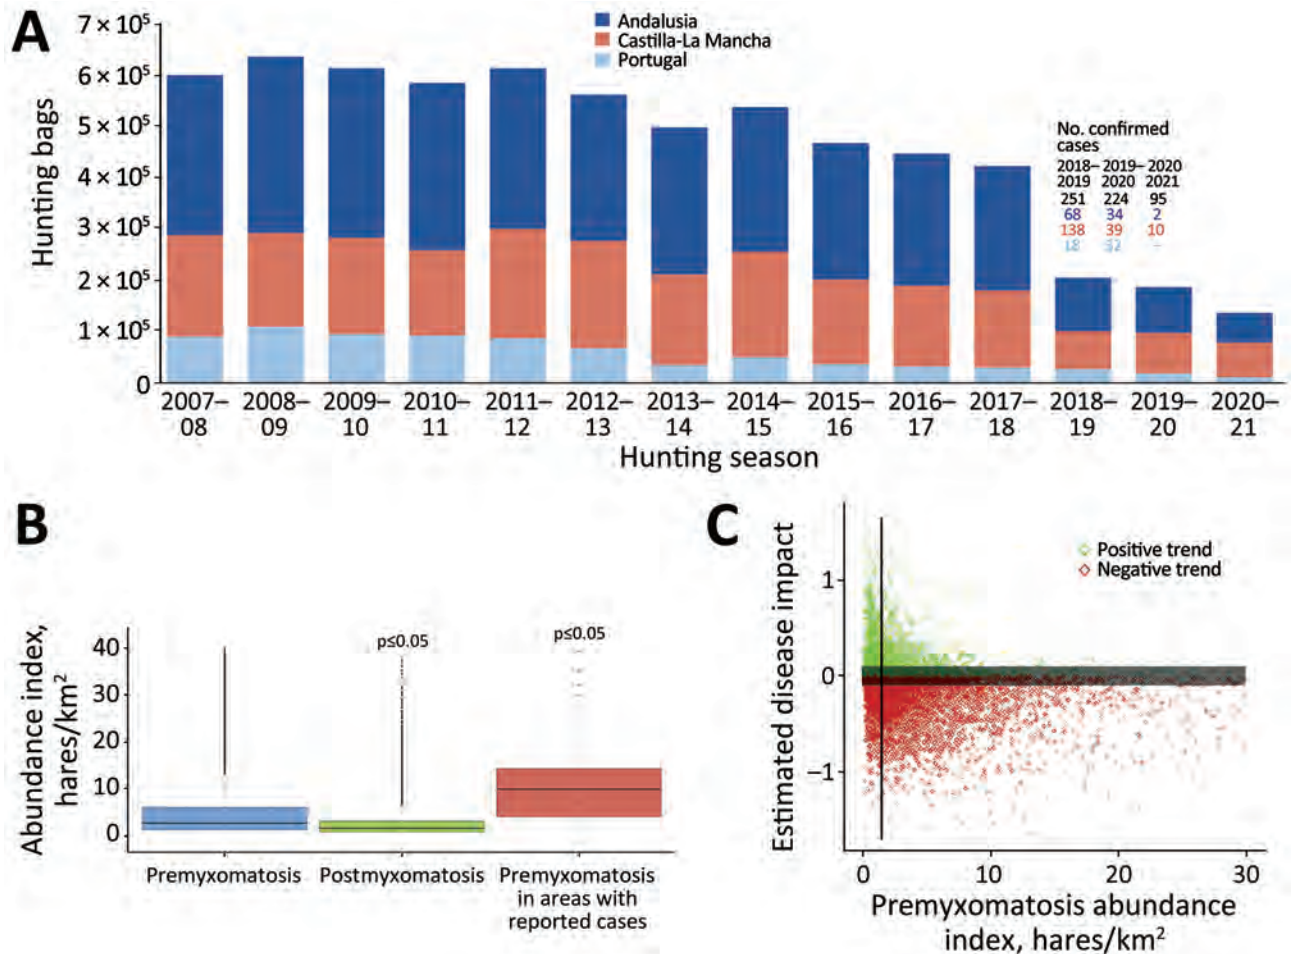 A
7 × 10⁵
6 × 10⁵
5 × 10⁵
4 × 10⁵
3 × 10⁵
2 × 10⁵
1 × 10⁵
0
Hunting bags
Andalusia
Castilla-La Mancha
Portugal
No. confirmed
cases
2018– 2019– 2020
2019 2020 2021
251 224 95
68 34 2
138 39 10
18 32 –
2007– 2008– 2009– 2010– 2011– 2012– 2013– 2014– 2015– 2016– 2017– 2018– 2019– 2020–
08 09 10 11 12 13 14 15 16 17 18 19 20 21
Hunting season
B
Abundance index,
hares/km²
40
30
20
10
0
p≤0.05
p≤0.05
Premyxomatosis
Postmyxomatosis
Premyxomatosis
in areas with
reported cases
C
Estimated disease impact
1
0
−1
Positive trend
Negative trend
0 10 20 30
Premyxomatosis abundance
index, hares/km²